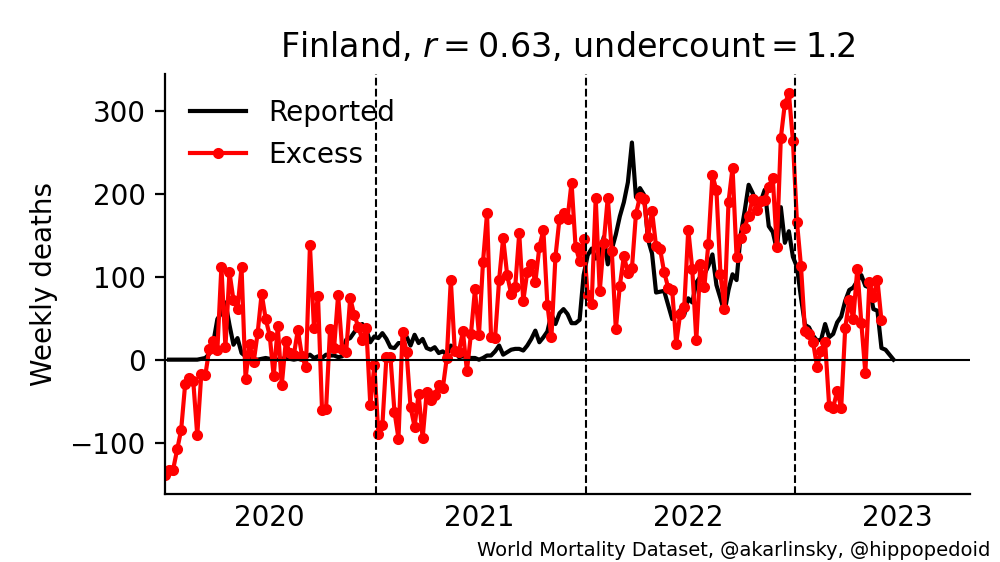 Finland, r = 0.63, undercount = 1.2
Weekly deaths
300
200
100
0
−100
Reported
Excess
2020
2021
2022
2023
World Mortality Dataset, @akarlinsky, @hippopedoid